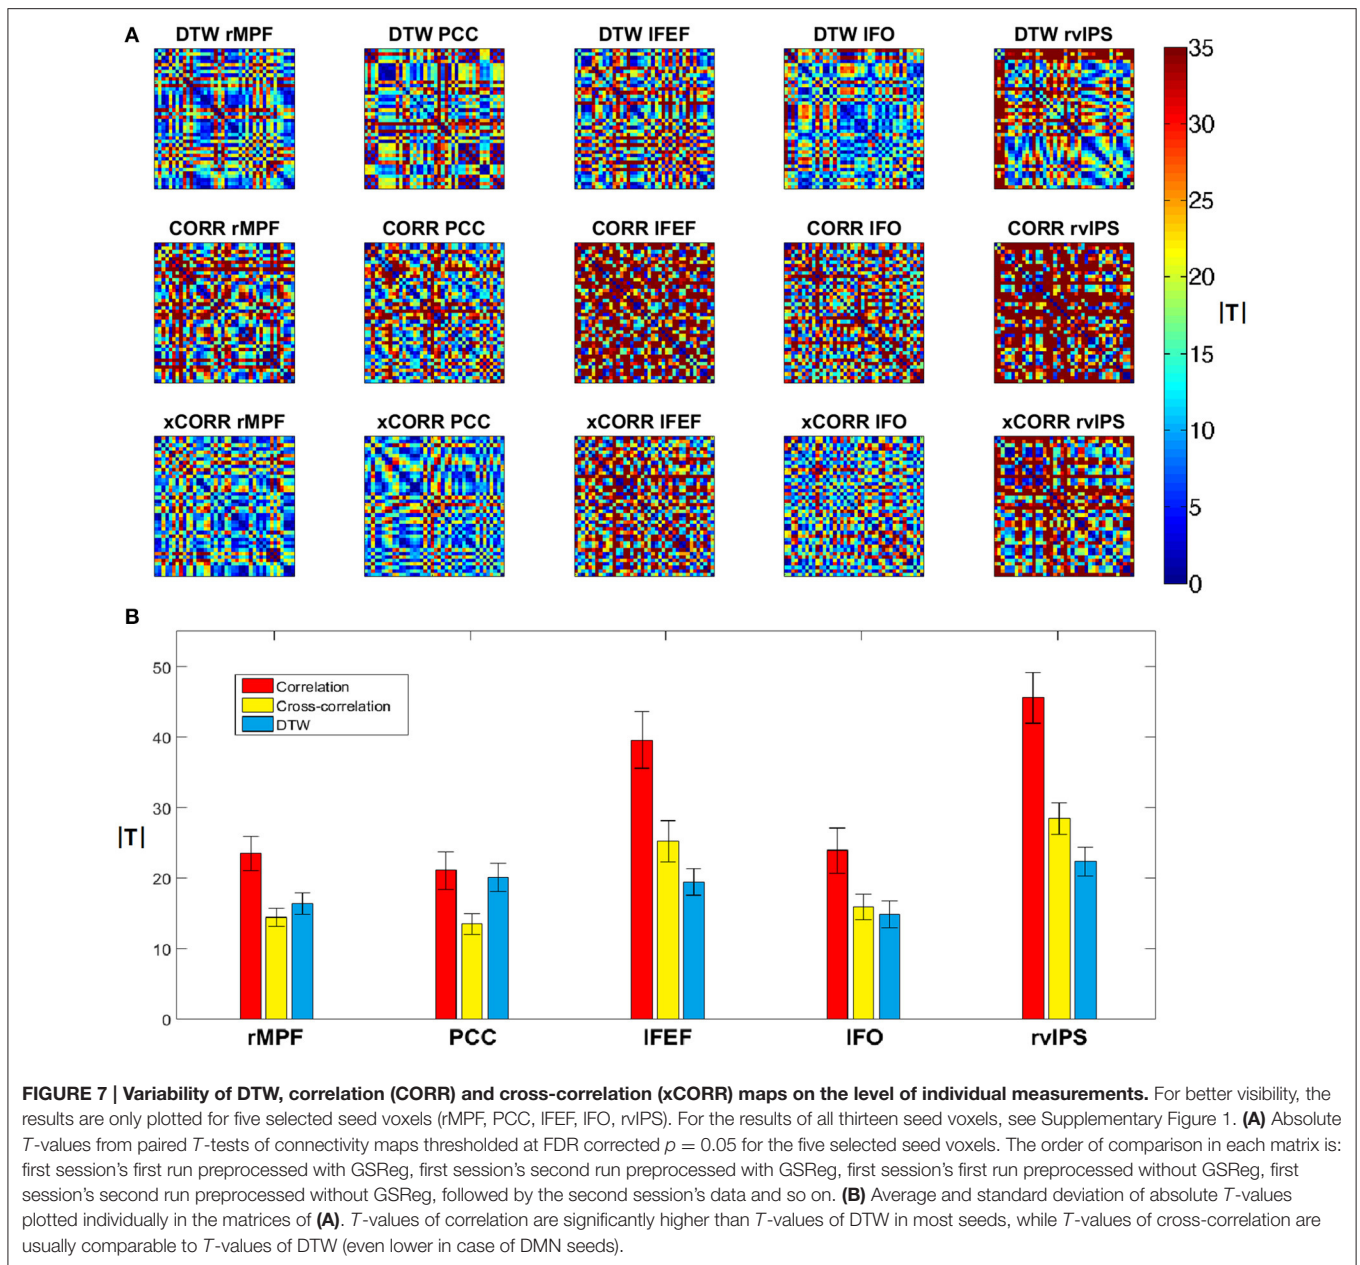 A
DTW rMPF DTW PCC DTW lFEF DTW lFO DTW rvIPS
CORR rMPF CORR PCC CORR lFEF CORR lFO CORR rvIPS
xCORR rMPF xCORR PCC xCORR lFEF xCORR lFO xCORR rvIPS
35
30
25
20
15
10
5
0
|T|
B
50
40
30
20
10
0
|T|
Correlation
Cross-correlation
DTW
rMPF PCC lFEF lFO rvIPS
FIGURE 7 | Variability of DTW, correlation (CORR) and cross-correlation (xCORR) maps on the level of individual measurements. For better visibility, the
results are only plotted for five selected seed voxels (rMPF, PCC, lFEF, lFO, rvIPS). For the results of all thirteen seed voxels, see Supplementary Figure 1. (A) Absolute
T-values from paired T-tests of connectivity maps thresholded at FDR corrected p = 0.05 for the five selected seed voxels. The order of comparison in each matrix is:
first session's first run preprocessed with GSReg, first session's second run preprocessed with GSReg, first session's first run preprocessed without GSReg, first
session's second run preprocessed without GSReg, followed by the second session's data and so on. (B) Average and standard deviation of absolute T-values
plotted individually in the matrices of (A). T-values of correlation are significantly higher than T-values of DTW in most seeds, while T-values of cross-correlation are
usually comparable to T-values of DTW (even lower in case of DMN seeds).